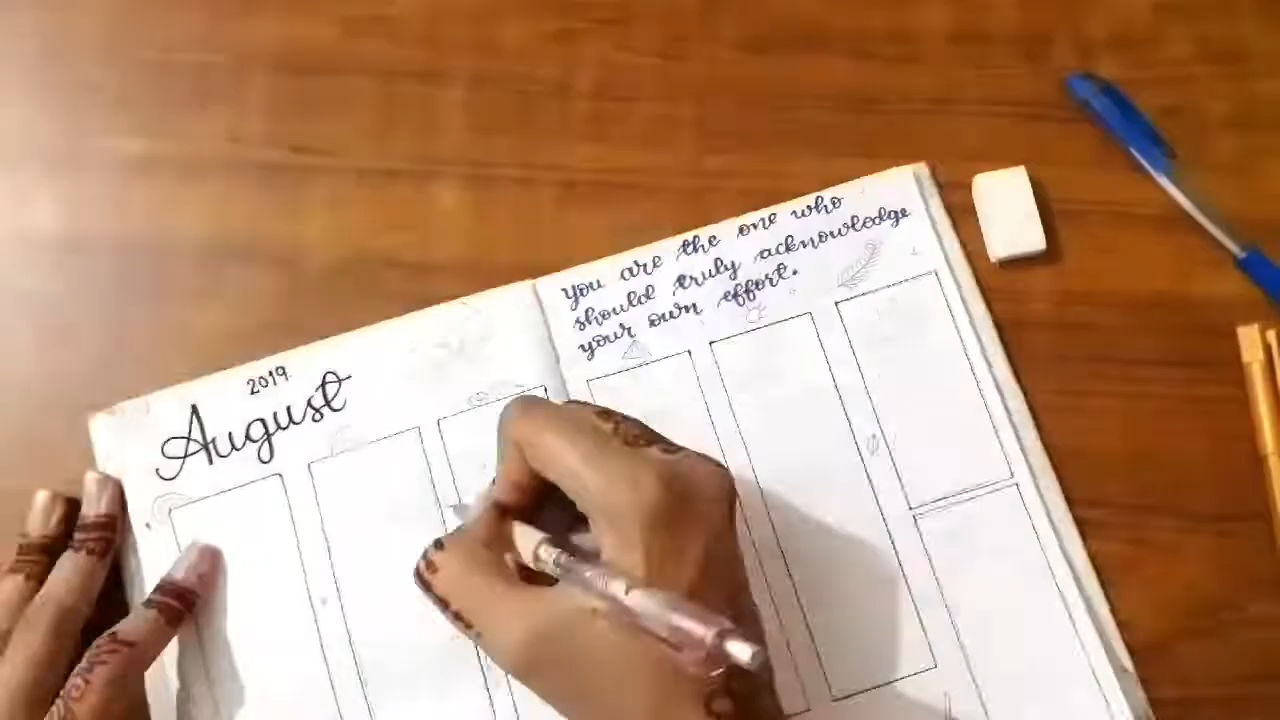 2019
August
you are the one who
should truly acknowledge
your own effort.